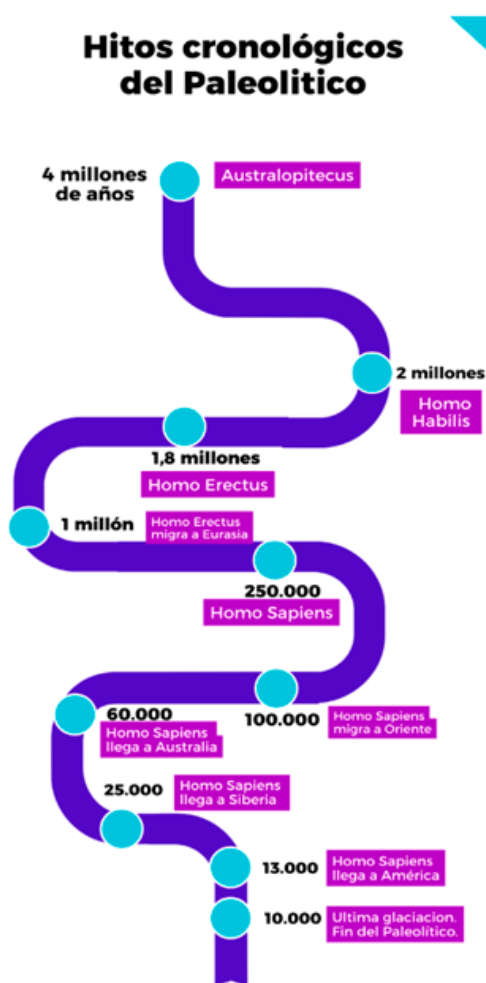 Hitos cronológicos
del Paleolitico
4 millones
de años
Australopitecus
2 millones
Homo
Habilis
1,8 millones
Homo Erectus
1 millón
Homo Erectus
migra a Eurasia
250.000
Homo Sapiens
100.000
Homo Sapiens
migra a Oriente
60.000
Homo Sapiens
llega a Australia
25.000
Homo Sapiens
llega a Siberia
13.000
Homo Sapiens
llega a América
10.000
Ultima glaciacion.
Fin del Paleolítico.